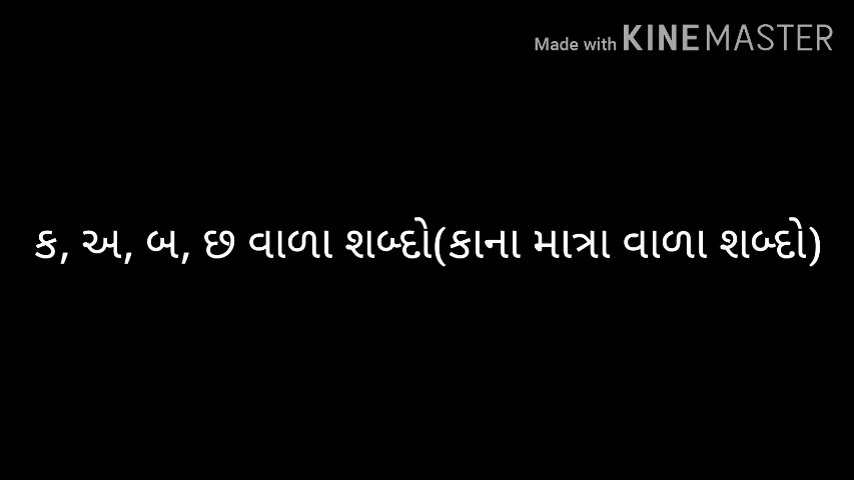 Made with KINEMASTER
ક, અ, બ, છ વાળા શબ્દો(કાના માત્રા વાળા શબ્દો)